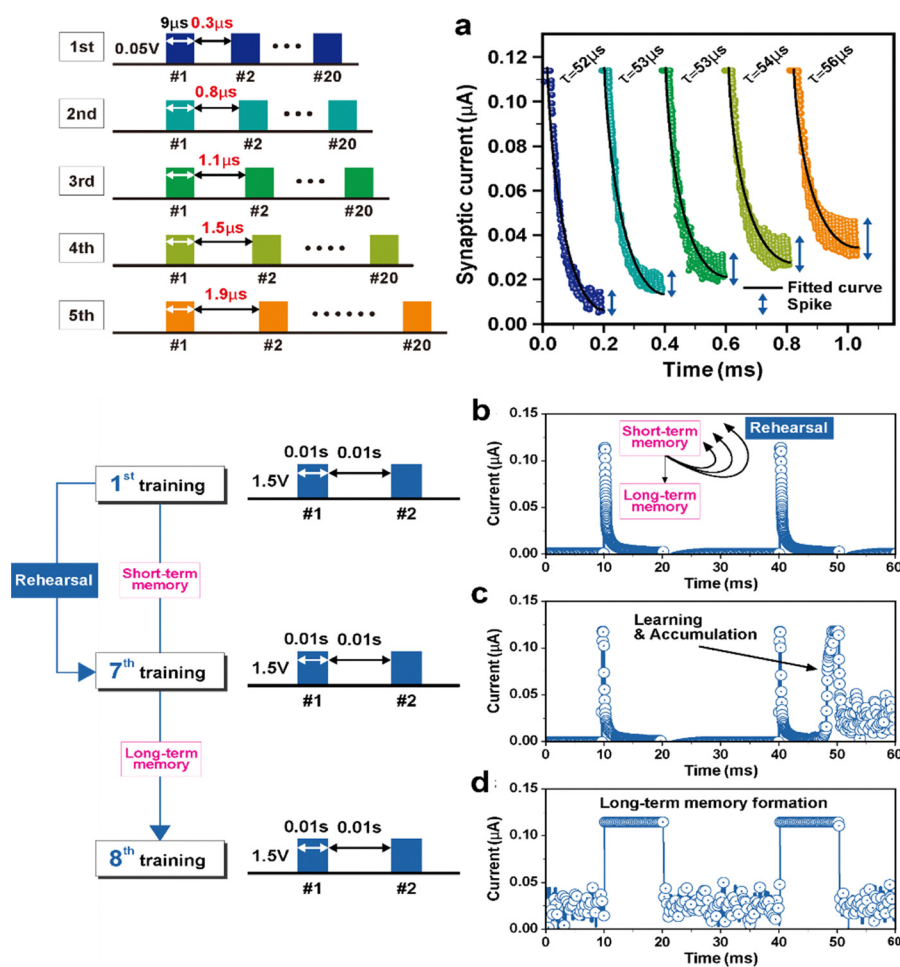 9µs 0.3µs
1st
0.05V
#1 #2 #20
0.8µs
2nd
#1 #2 #20
1.1µs
3rd
#1 #2 #20
1.5µs
4th
#1 #2 #20
1.9µs
5th
#1 #2 #20
a
Synaptic current (µA)
0.12
0.10
0.08
0.06
0.04
0.02
0.00
τ=52µs τ=53µs τ=53µs τ=54µs τ=56µs
Fitted curve
Spike
0.0 0.2 0.4 0.6 0.8 1.0
Time (ms)
1st training
Rehearsal
Short-term
memory
7th training
Long-term
memory
8th training
0.01s 0.01s
1.5V
#1 #2
0.01s 0.01s
1.5V
#1 #2
0.01s 0.01s
1.5V
#1 #2
b
Current (µA)
0.15
0.10
0.05
0.00
Short-term
memory
Rehearsal
Long-term
memory
0 10 20 30 40 50 60
Time (ms)
c
Current (µA)
0.15
0.10
0.05
0.00
Learning
& Accumulation
0 10 20 30 40 50 60
Time (ms)
d
Current (µA)
0.15
0.10
0.05
0.00
Long-term memory formation
0 10 20 30 40 50 60
Time (ms)